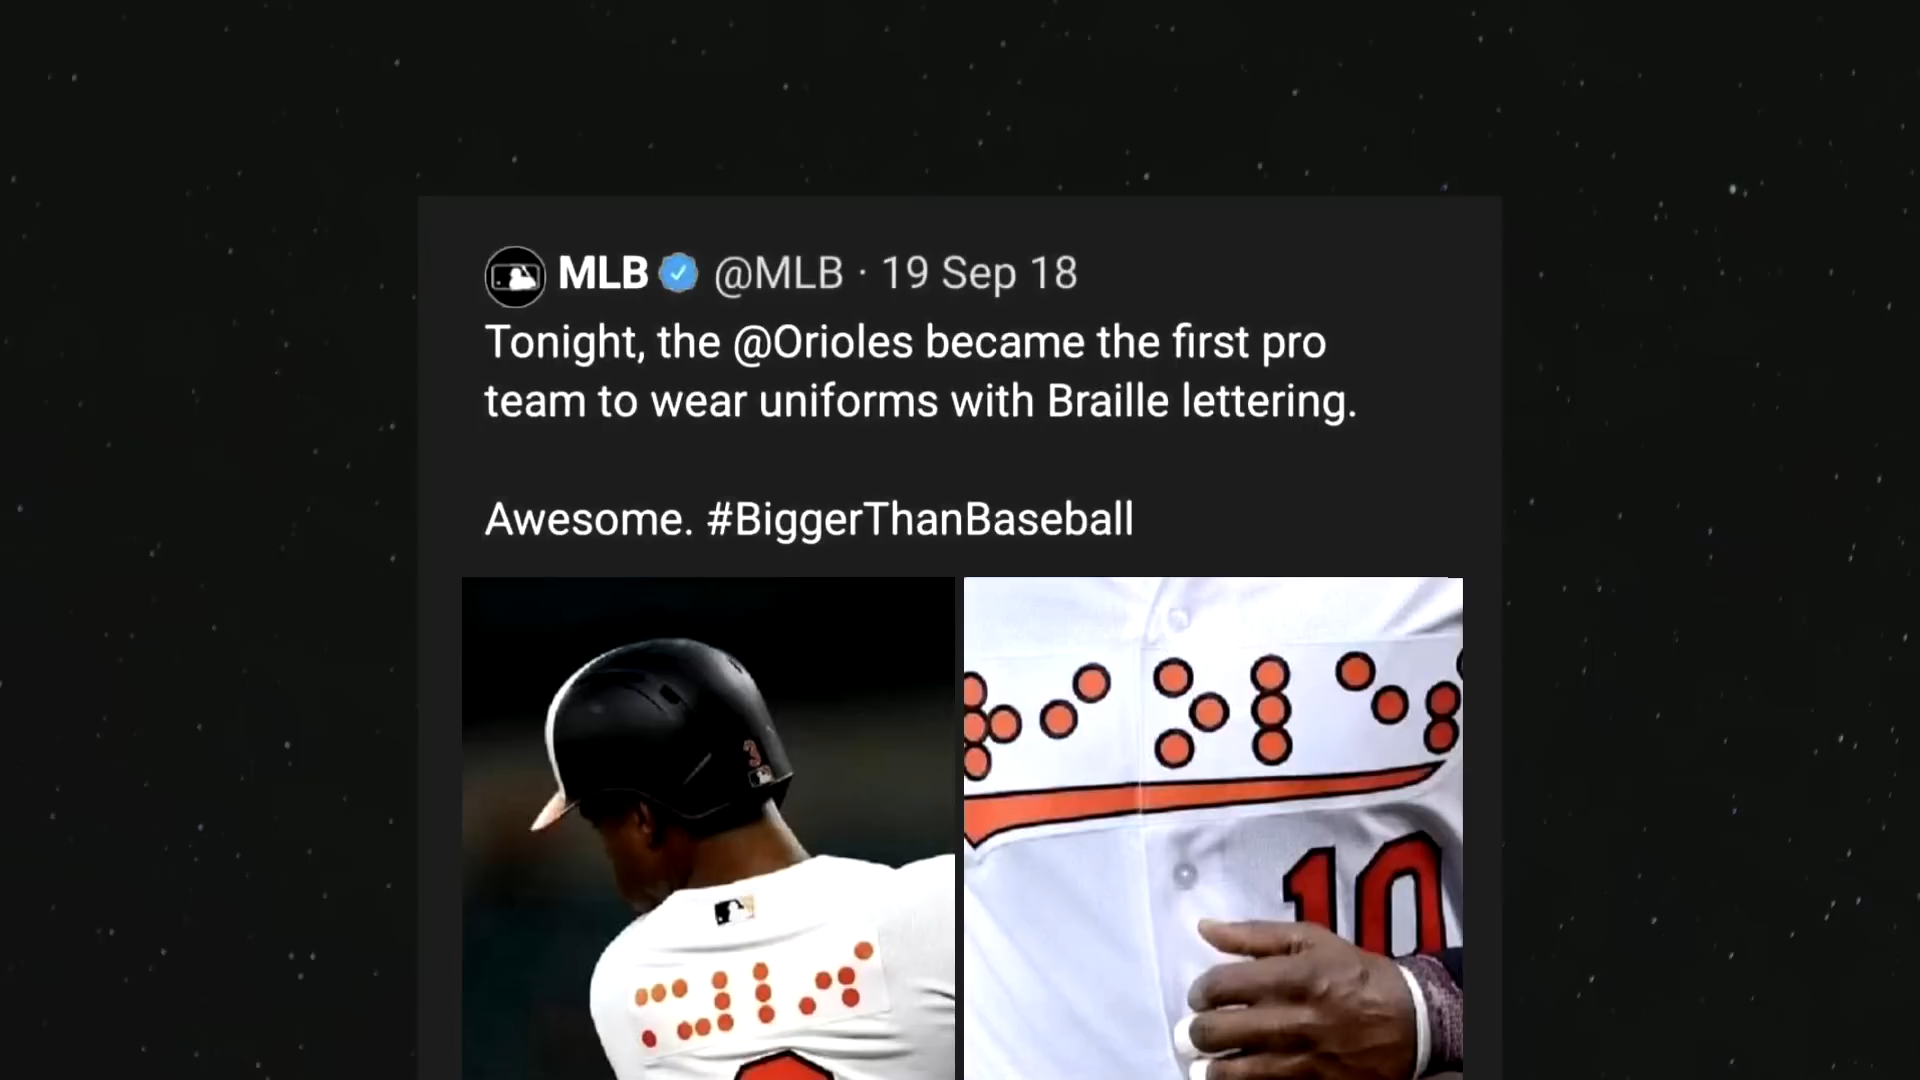 MLB @MLB · 19 Sep 18
Tonight, the @Orioles became the first pro
team to wear uniforms with Braille lettering.
Awesome. #BiggerThanBaseball
3
10